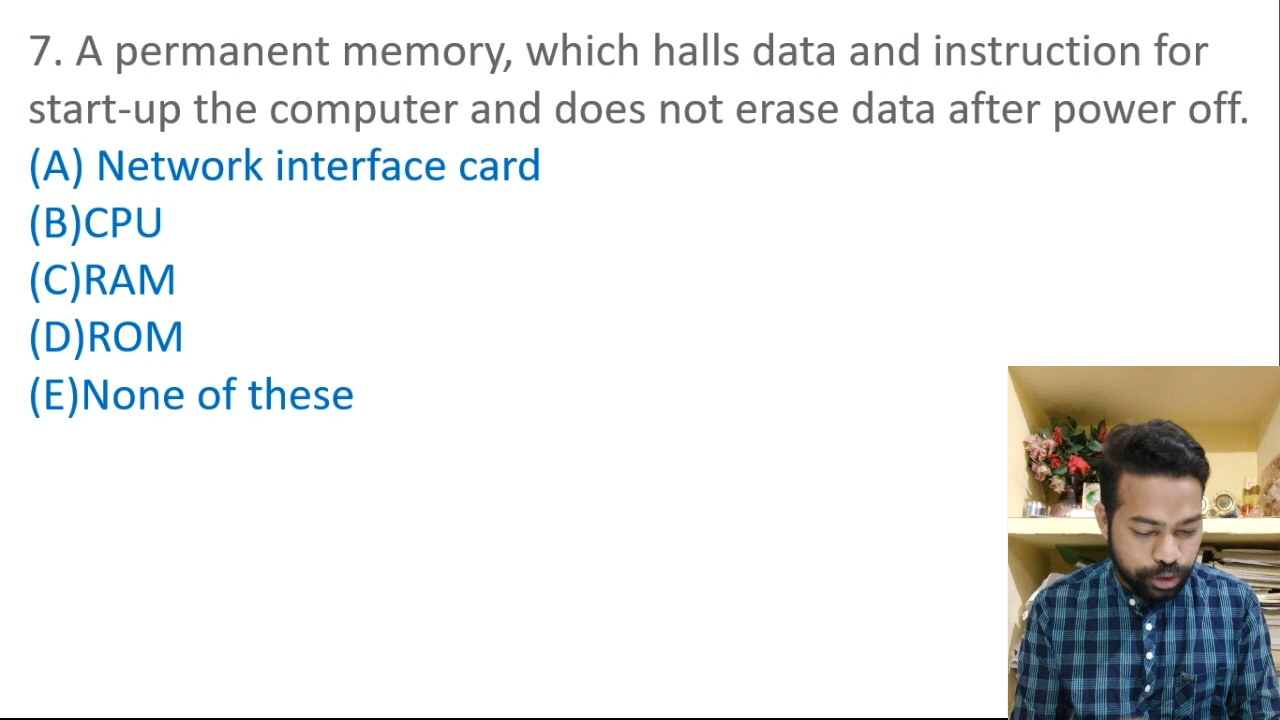 7. A permanent memory, which halls data and instruction for
start-up the computer and does not erase data after power off.
(A) Network interface card
(B)CPU
(C)RAM
(D)ROM
(E)None of these